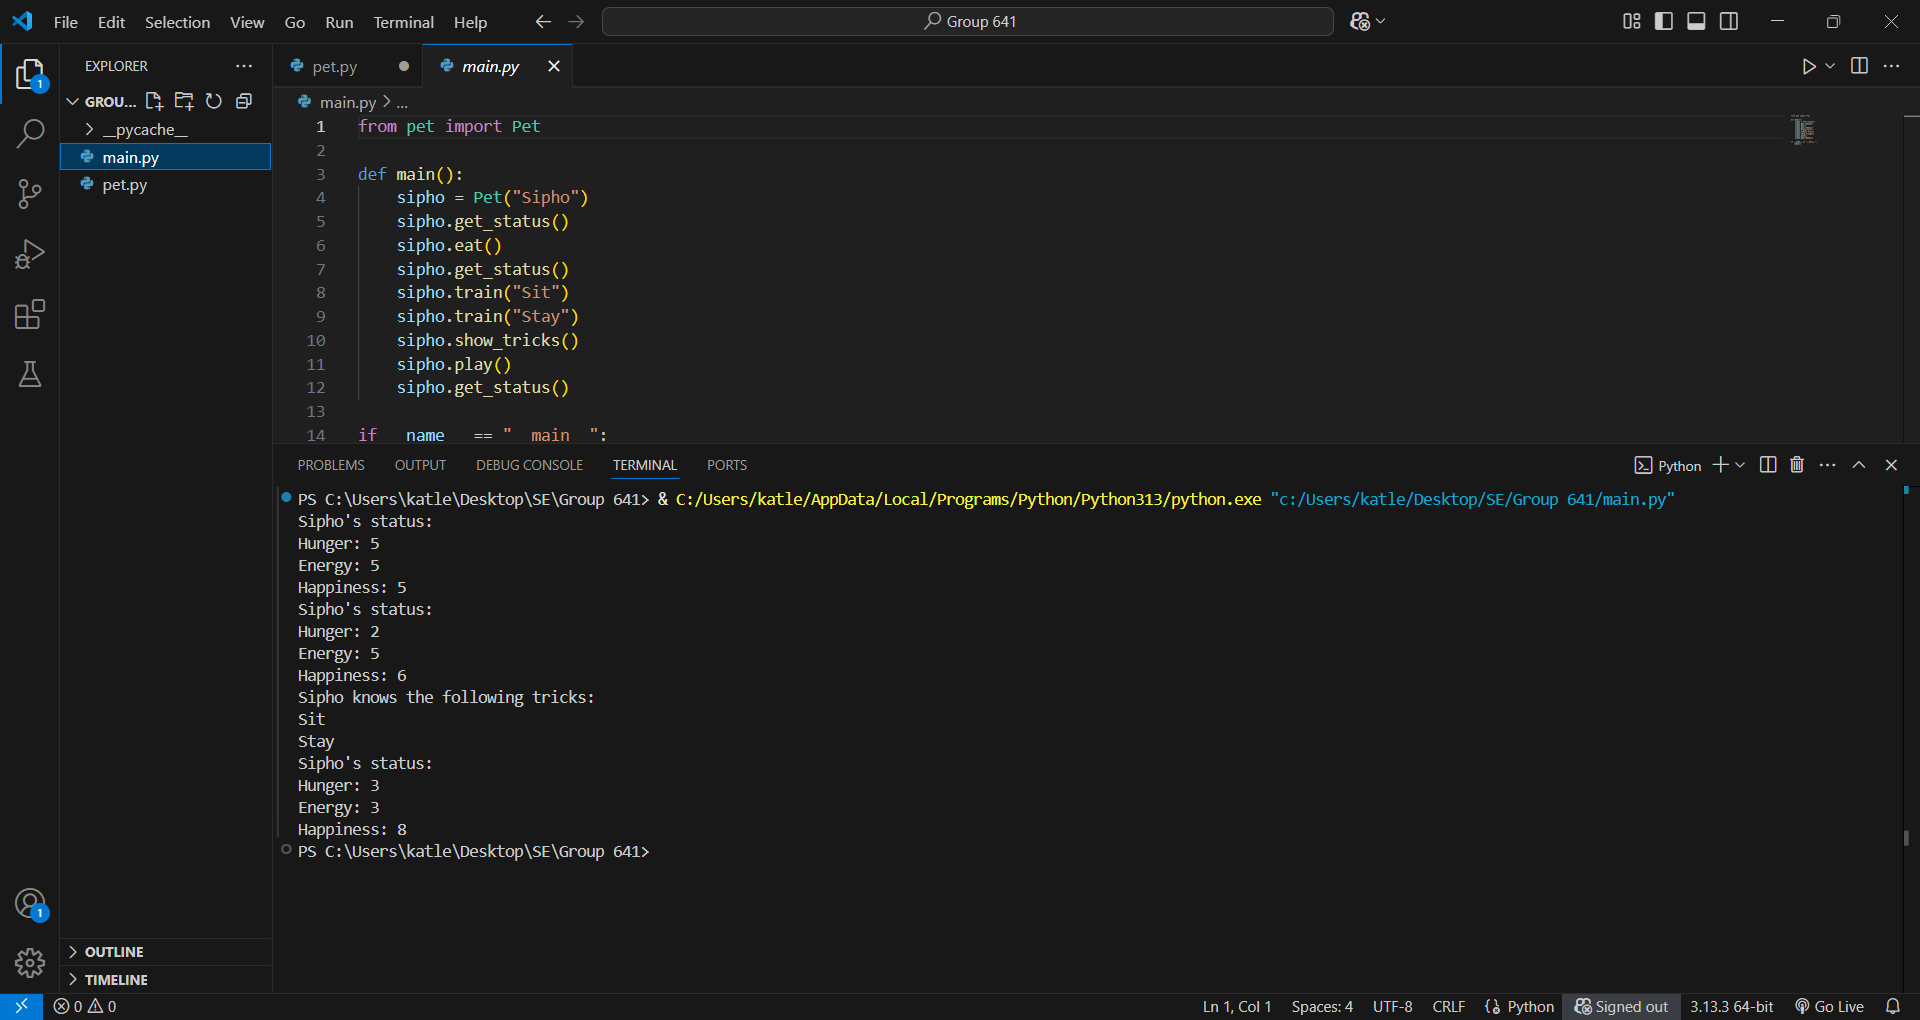 File Edit Selection View Go Run Terminal Help
Group 641
EXPLORER
GROU...
__pycache__
main.py
pet.py
OUTLINE
TIMELINE
pet.py
main.py
main.py > ...
1 from pet import Pet
2
3 def main():
4 sipho = Pet("Sipho")
5 sipho.get_status()
6 sipho.eat()
7 sipho.get_status()
8 sipho.train("Sit")
9 sipho.train("Stay")
10 sipho.show_tricks()
11 sipho.play()
12 sipho.get_status()
13
14 if __name__ == "__main__":
PROBLEMS OUTPUT DEBUG CONSOLE TERMINAL PORTS
Python
PS C:\Users\katle\Desktop\SE\Group 641> & C:/Users/katle/AppData/Local/Programs/Python/Python313/python.exe "c:/Users/katle/Desktop/SE/Group 641/main.py"
Sipho's status:
Hunger: 5
Energy: 5
Happiness: 5
Sipho's status:
Hunger: 2
Energy: 5
Happiness: 6
Sipho knows the following tricks:
Sit
Stay
Sipho's status:
Hunger: 3
Energy: 3
Happiness: 8
PS C:\Users\katle\Desktop\SE\Group 641>
1
1
0 0
Ln 1, Col 1 Spaces: 4 UTF-8 CRLF {} Python Signed out 3.13.3 64-bit Go Live